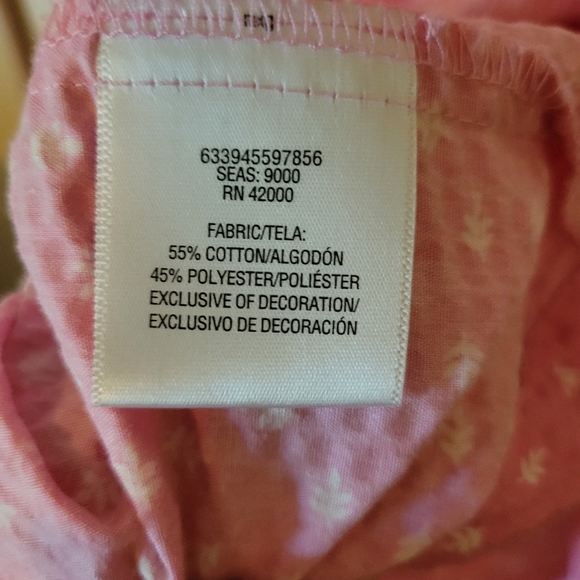 633945597856
SEAS: 9000
RN 42000
FABRIC/TELA:
55% COTTON/ALGODÓN
45% POLYESTER/POLIÉSTER
EXCLUSIVE OF DECORATION/
EXCLUSIVO DE DECORACIÓN